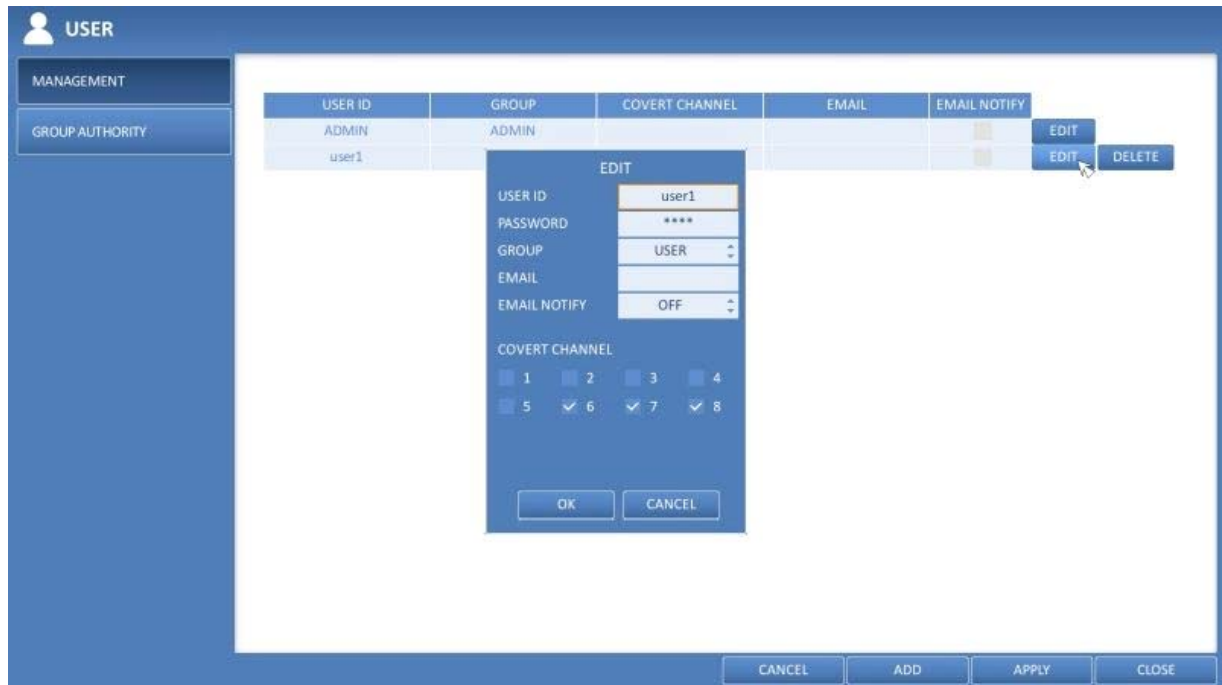 USER
MANAGEMENT
GROUP AUTHORITY
USER ID GROUP COVERT CHANNEL EMAIL EMAIL NOTIFY
ADMIN ADMIN EDIT
user1 EDIT DELETE
EDIT
USER ID user1
PASSWORD ****
GROUP USER
EMAIL
EMAIL NOTIFY OFF
COVERT CHANNEL
1 2 3 4
5 6 7 8
OK CANCEL
CANCEL ADD APPLY CLOSE